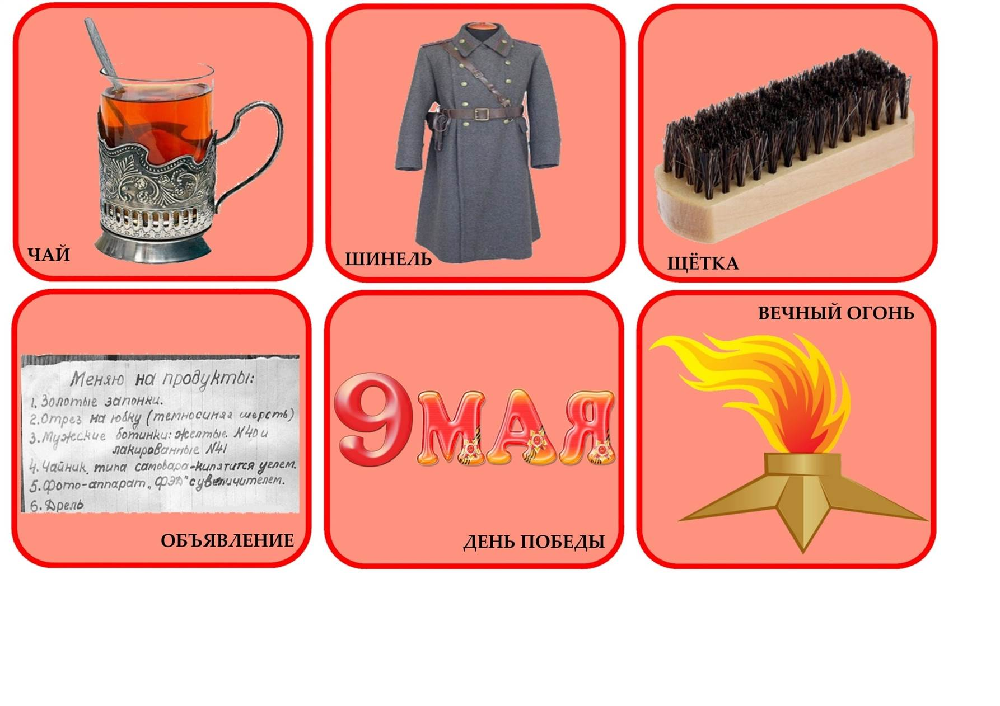 ЧАЙ
ШИНЕЛЬ
ЩЁТКА
Меняю на продукты:
1. Золотые запонки.
2. Отрез на юбку (темносиняя шерсть)
3. Мужские ботинки: желтые N40 и
лакированные N41
4. Чайник типа самовара-кипятится углем.
5. Фото-аппарат „ФЭД" с увеличителем.
6. Дрель
ОБЪЯВЛЕНИЕ
9 МАЯ
ДЕНЬ ПОБЕДЫ
ВЕЧНЫЙ ОГОНЬ